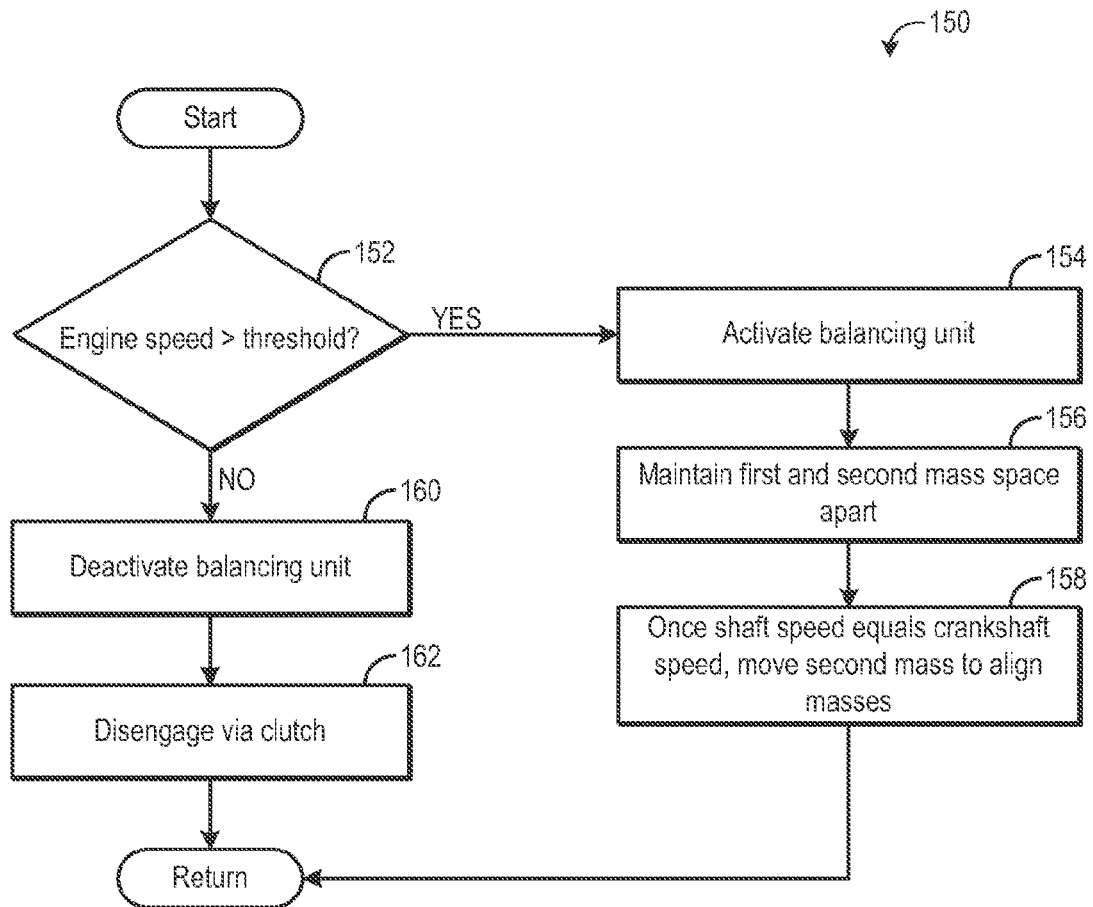 150
Start
152
Engine speed > threshold?
YES
154
Activate balancing unit
156
Maintain first and second mass space
apart
158
Once shaft speed equals crankshaft
speed, move second mass to align
masses
NO
160
Deactivate balancing unit
162
Disengage via clutch
Return